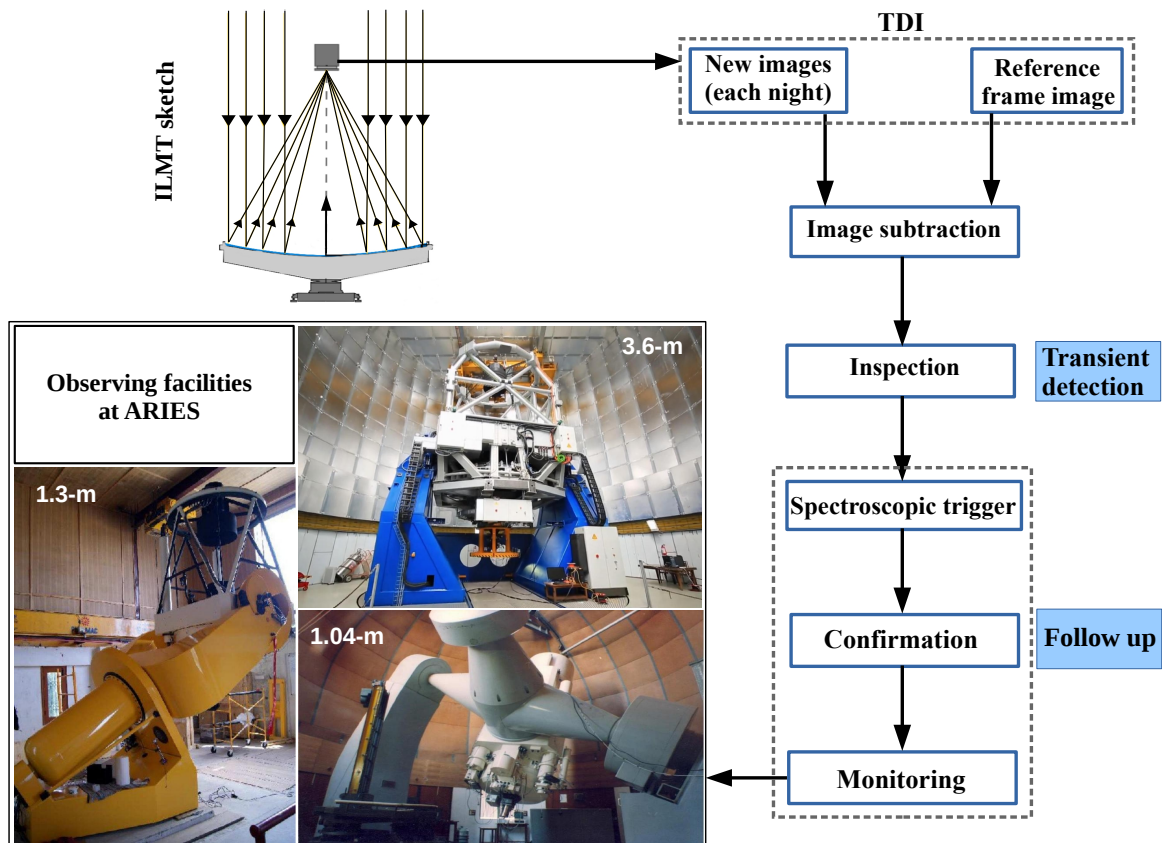 TDI
New images
(each night)
Reference
frame image
ILMT sketch
Image subtraction
Inspection
Transient
detection
Observing facilities
at ARIES
3.6-m
1.3-m
1.04-m
Spectroscopic trigger
Confirmation
Follow up
Monitoring